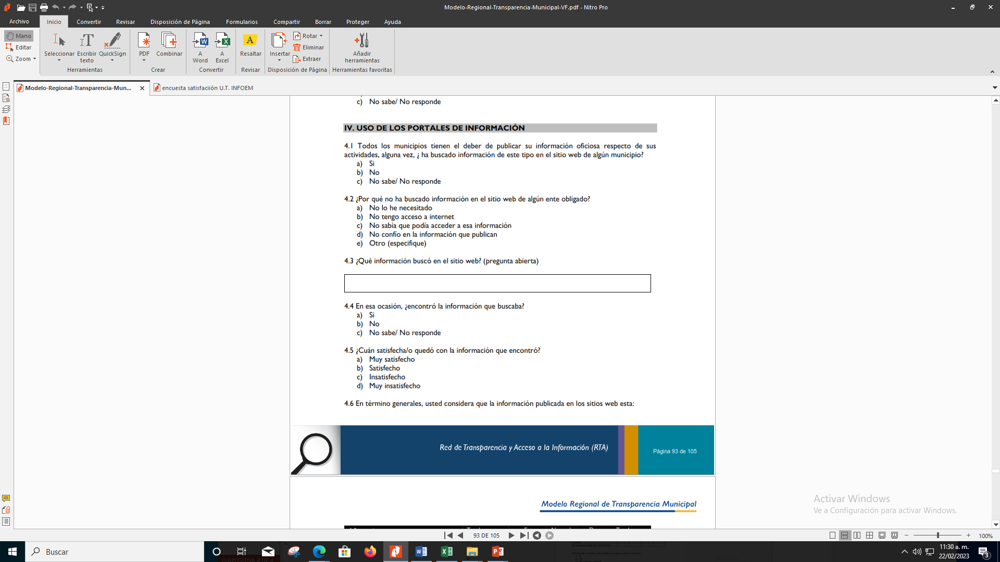 Modelo-Regional-Transparencia-Municipal-VF.pdf - Nitro Pro
Archivo
Inicio
Convertir
Revisar
Disposición de Página
Formularios
Compartir
Borrar
Proteger
Ayuda
Mano
Editar
Zoom
Seleccionar
Escribir texto
QuickSign
Herramientas
PDF
Combinar
Crear
A Word
A Excel
Convertir
Resaltar
Revisar
Insertar
Rotar
Eliminar
Extraer
Disposición de Página
Añadir herramientas
Herramientas favoritas
Modelo-Regional-Transparencia-Mun...
encuesta satisfaciión U.T. INFOEM
c) No sabe/ No responde
IV. USO DE LOS PORTALES DE INFORMACIÓN
4.1 Todos los municipios tienen el deber de publicar su información oficiosa respecto de sus
actividades, alguna vez, ¿ ha buscado información de este tipo en el sitio web de algún municipio?
a) Si
b) No
c) No sabe/ No responde
4.2 ¿Por qué no ha buscado información en el sitio web de algún ente obligado?
a) No lo he necesitado
b) No tengo acceso a internet
c) No sabía que podía acceder a esa información
d) No confío en la información que publican
e) Otro (especifique)
4.3 ¿Qué información buscó en el sitio web? (pregunta abierta)
4.4 En esa ocasión, ¿encontró la información que buscaba?
a) Si
b) No
c) No sabe/ No responde
4.5 ¿Cuán satisfecha/o quedó con la información que encontró?
a) Muy satisfecho
b) Satisfecho
c) Insatisfecho
d) Muy insatisfecho
4.6 En término generales, usted considera que la información publicada en los sitios web esta:
Red de Transparencia y Acceso a la Información (RTA)
Página 93 de 105
Modelo Regional de Transparencia Municipal
Activar Windows
Ve a Configuración para activar Windows.
93 DE 105
100%
Buscar
DIAPOSITIVA 4 DE 4
11:30 a. m.
22/02/2023
3